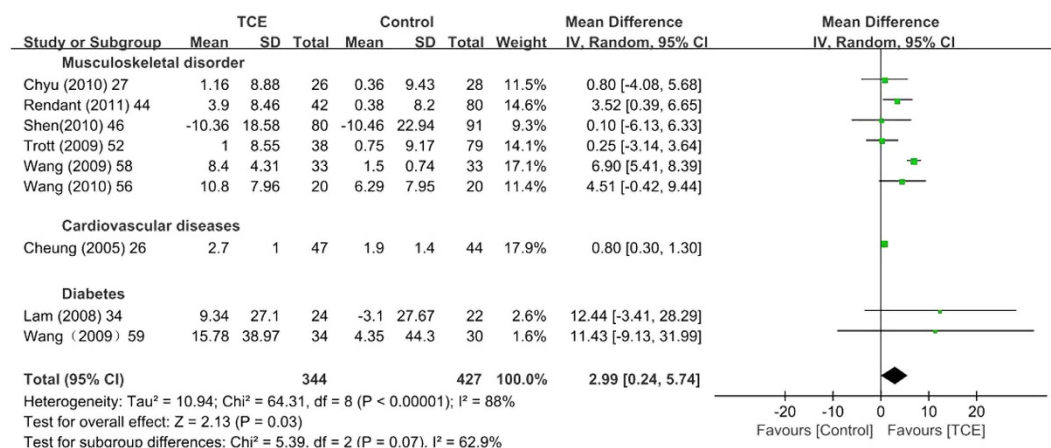 TCE Control Mean Difference Mean Difference
Study or Subgroup Mean SD Total Mean SD Total Weight IV, Random, 95% CI IV, Random, 95% CI
Musculoskeletal disorder
Chyu (2010) 27 1.16 8.88 26 0.36 9.43 28 11.5% 0.80 [-4.08, 5.68]
Rendant (2011) 44 3.9 8.46 42 0.38 8.2 80 14.6% 3.52 [0.39, 6.65]
Shen(2010) 46 -10.36 18.58 80 -10.46 22.94 91 9.3% 0.10 [-6.13, 6.33]
Trott (2009) 52 1 8.55 38 0.75 9.17 79 14.1% 0.25 [-3.14, 3.64]
Wang (2009) 58 8.4 4.31 33 1.5 0.74 33 17.1% 6.90 [5.41, 8.39]
Wang (2010) 56 10.8 7.96 20 6.29 7.95 20 11.4% 4.51 [-0.42, 9.44]
Cardiovascular diseases
Cheung (2005) 26 2.7 1 47 1.9 1.4 44 17.9% 0.80 [0.30, 1.30]
Diabetes
Lam (2008) 34 9.34 27.1 24 -3.1 27.67 22 2.6% 12.44 [-3.41, 28.29]
Wang（2009）59 15.78 38.97 34 4.35 44.3 30 1.6% 11.43 [-9.13, 31.99]
Total (95% CI) 344 427 100.0% 2.99 [0.24, 5.74]
Heterogeneity: Tau² = 10.94; Chi² = 64.31, df = 8 (P < 0.00001); I² = 88%
Test for overall effect: Z = 2.13 (P = 0.03)
Test for subgroup differences: Chi² = 5.39, df = 2 (P = 0.07), I² = 62.9%
-20 -10 0 10 20
Favours [Control] Favours [TCE]